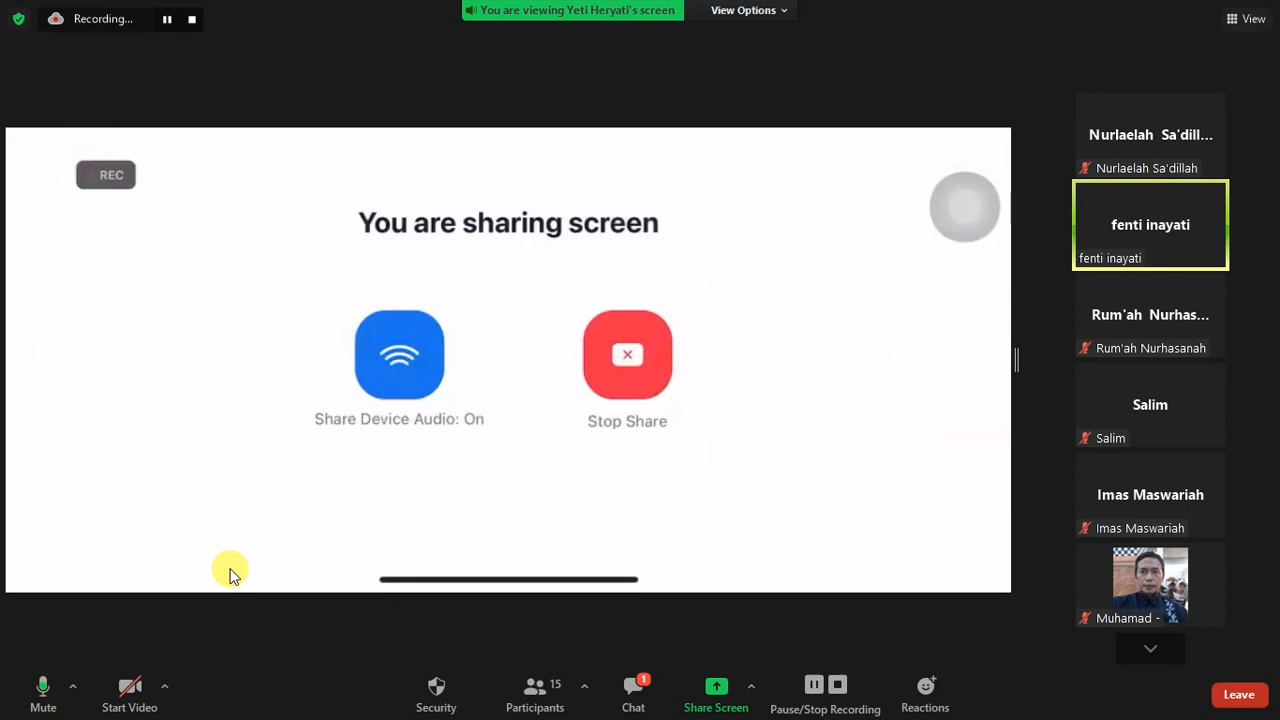 Recording...
You are viewing Yeti Heryati's screen
View Options
View
REC
You are sharing screen
Share Device Audio: On
Stop Share
Nurlaelah Sa'dill...
Nurlaelah Sa'dillah
fenti inayati
fenti inayati
Rum'ah Nurhas...
Rum'ah Nurhasanah
Salim
Salim
Imas Maswariah
Imas Maswariah
Muhamad -
Mute
Start Video
Security
15
Participants
1
Chat
Share Screen
Pause/Stop Recording
Reactions
Leave